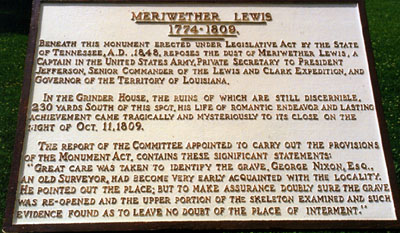 MERIWETHER LEWIS
1774-1809.
BENEATH THIS MONUMENT ERECTED UNDER LEGISLATIVE ACT BY THE STATE
OF TENNESSEE, A.D. 1848, REPOSES THE DUST OF MERIWETHER LEWIS, A
CAPTAIN IN THE UNITED STATES ARMY, PRIVATE SECRETARY TO PRESIDENT
JEFFERSON, SENIOR COMMANDER OF THE LEWIS AND CLARK EXPEDITION, AND
GOVERNOR OF THE TERRITORY OF LOUISIANA.
IN THE GRINDER HOUSE, THE RUINS OF WHICH ARE STILL DISCERNIBLE,
230 YARDS SOUTH OF THIS SPOT, HIS LIFE OF ROMANTIC ENDEAVOR AND LASTING
ACHIEVEMENT CAME TRAGICALLY AND MYSTERIOUSLY TO ITS CLOSE ON THE
NIGHT OF OCT. 11, 1809.
THE REPORT OF THE COMMITTEE APPOINTED TO CARRY OUT THE PROVISIONS
OF THE MONUMENT ACT, CONTAINS THESE SIGNIFICANT STATEMENTS:
"GREAT CARE WAS TAKEN TO IDENTIFY THE GRAVE. GEORGE NIXON, ESQ.,
AN OLD SURVEYOR, HAD BECOME VERY EARLY ACQUAINTED WITH THE LOCALITY.
HE POINTED OUT THE PLACE; BUT TO MAKE ASSURANCE DOUBLY SURE THE GRAVE
WAS RE-OPENED AND THE UPPER PORTION OF THE SKELETON EXAMINED AND SUCH
EVIDENCE FOUND AS TO LEAVE NO DOUBT OF THE PLACE OF INTERMENT."